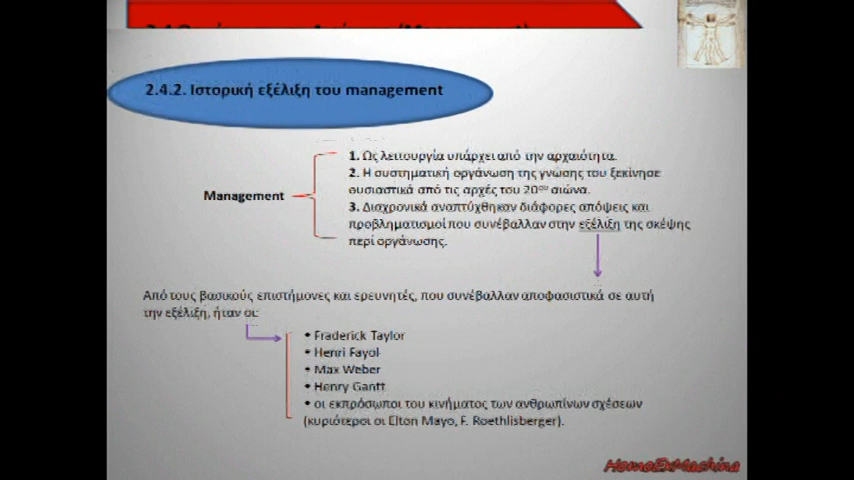 2.4.2. Ιστορική εξέλιξη του management
Management
1. Ως λειτουργία υπάρχει από την αρχαιότητα.
2. Η συστηματική οργάνωση της γνώσης του ξεκίνησε
ουσιαστικά από τις αρχές του 20ου αιώνα.
3. Διαχρονικά αναπτύχθηκαν διάφορες απόψεις και
προβληματισμοί που συνέβαλλαν στην εξέλιξη της σκέψης
περί οργάνωσης.
Από τους βασικούς επιστήμονες και ερευνητές, που συνέβαλλαν αποφασιστικά σε αυτή
την εξέλιξη, ήταν οι:
• Fraderick Taylor
• Henri Fayol
• Max Weber
• Henry Gantt
• οι εκπρόσωποι του κινήματος των ανθρωπίνων σχέσεων
(κυριότεροι οι Elton Mayo, F. Roethlisberger).
HomoExMachina